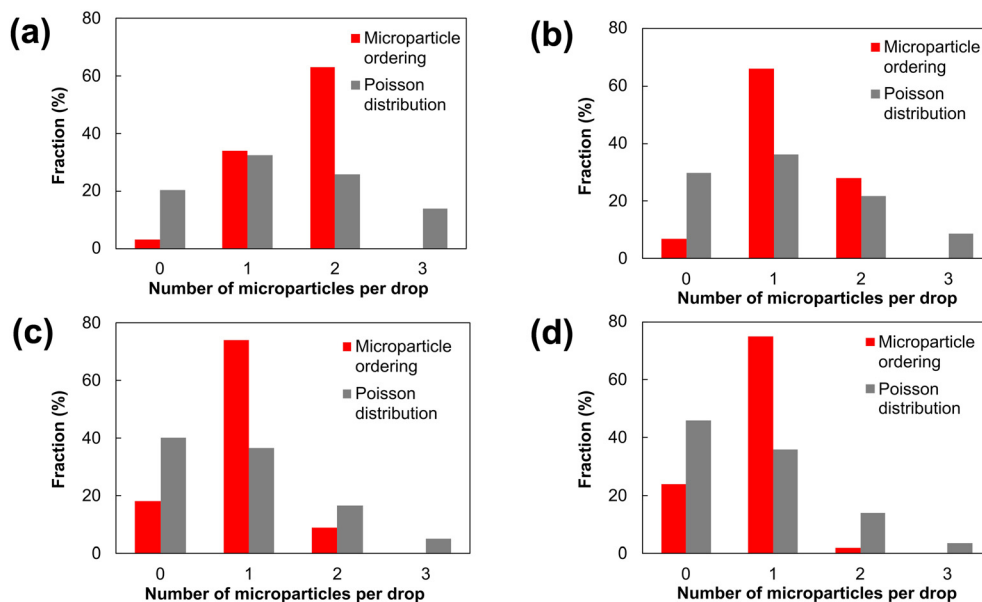 (a)
80
60
40
20
0
Fraction (%)
Microparticle
ordering
Poisson
distribution
0 1 2 3
Number of microparticles per drop
(b)
80
60
40
20
0
Fraction (%)
Microparticle
ordering
Poisson
distribution
0 1 2 3
Number of microparticles per drop
(c)
80
60
40
20
0
Fraction (%)
Microparticle
ordering
Poisson
distribution
0 1 2 3
Number of microparticles per drop
(d)
80
60
40
20
0
Fraction (%)
Microparticle
ordering
Poisson
distribution
0 1 2 3
Number of microparticles per drop